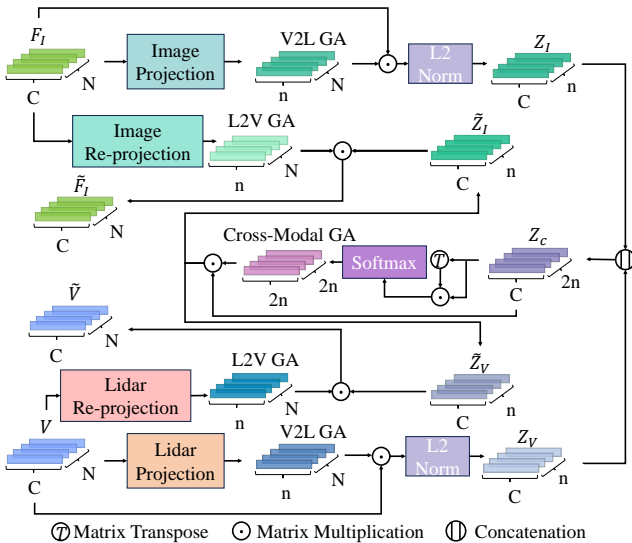 F_I
C
N
Image
Projection
V2L GA
n
N
L2
Norm
Z_I
C
n
Image
Re-projection
L2V GA
n
N
Z̃_I
C
n
F̃_I
C
N
Cross-Modal GA
2n
2n
Softmax
T
Z_c
C
2n
Ṽ
C
N
Lidar
Re-projection
L2V GA
n
N
Z̃_V
C
n
V
C
N
Lidar
Projection
V2L GA
n
N
L2
Norm
Z_V
C
n
T Matrix Transpose
Matrix Multiplication
Concatenation